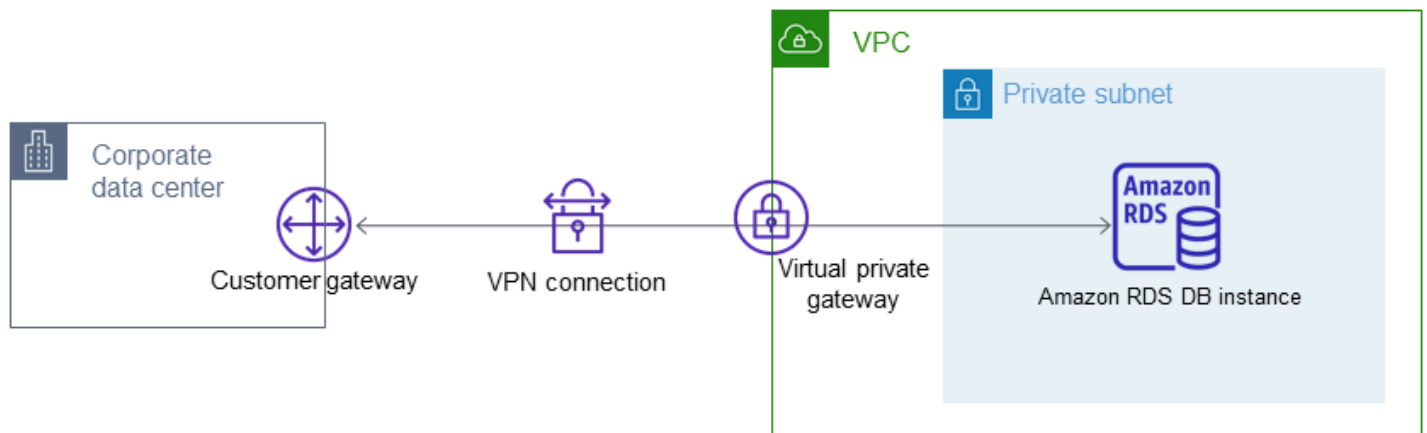 VPC
Private subnet
Corporate
data center
Amazon
RDS
Customer gateway
VPN connection
Virtual private
gateway
Amazon RDS DB instance